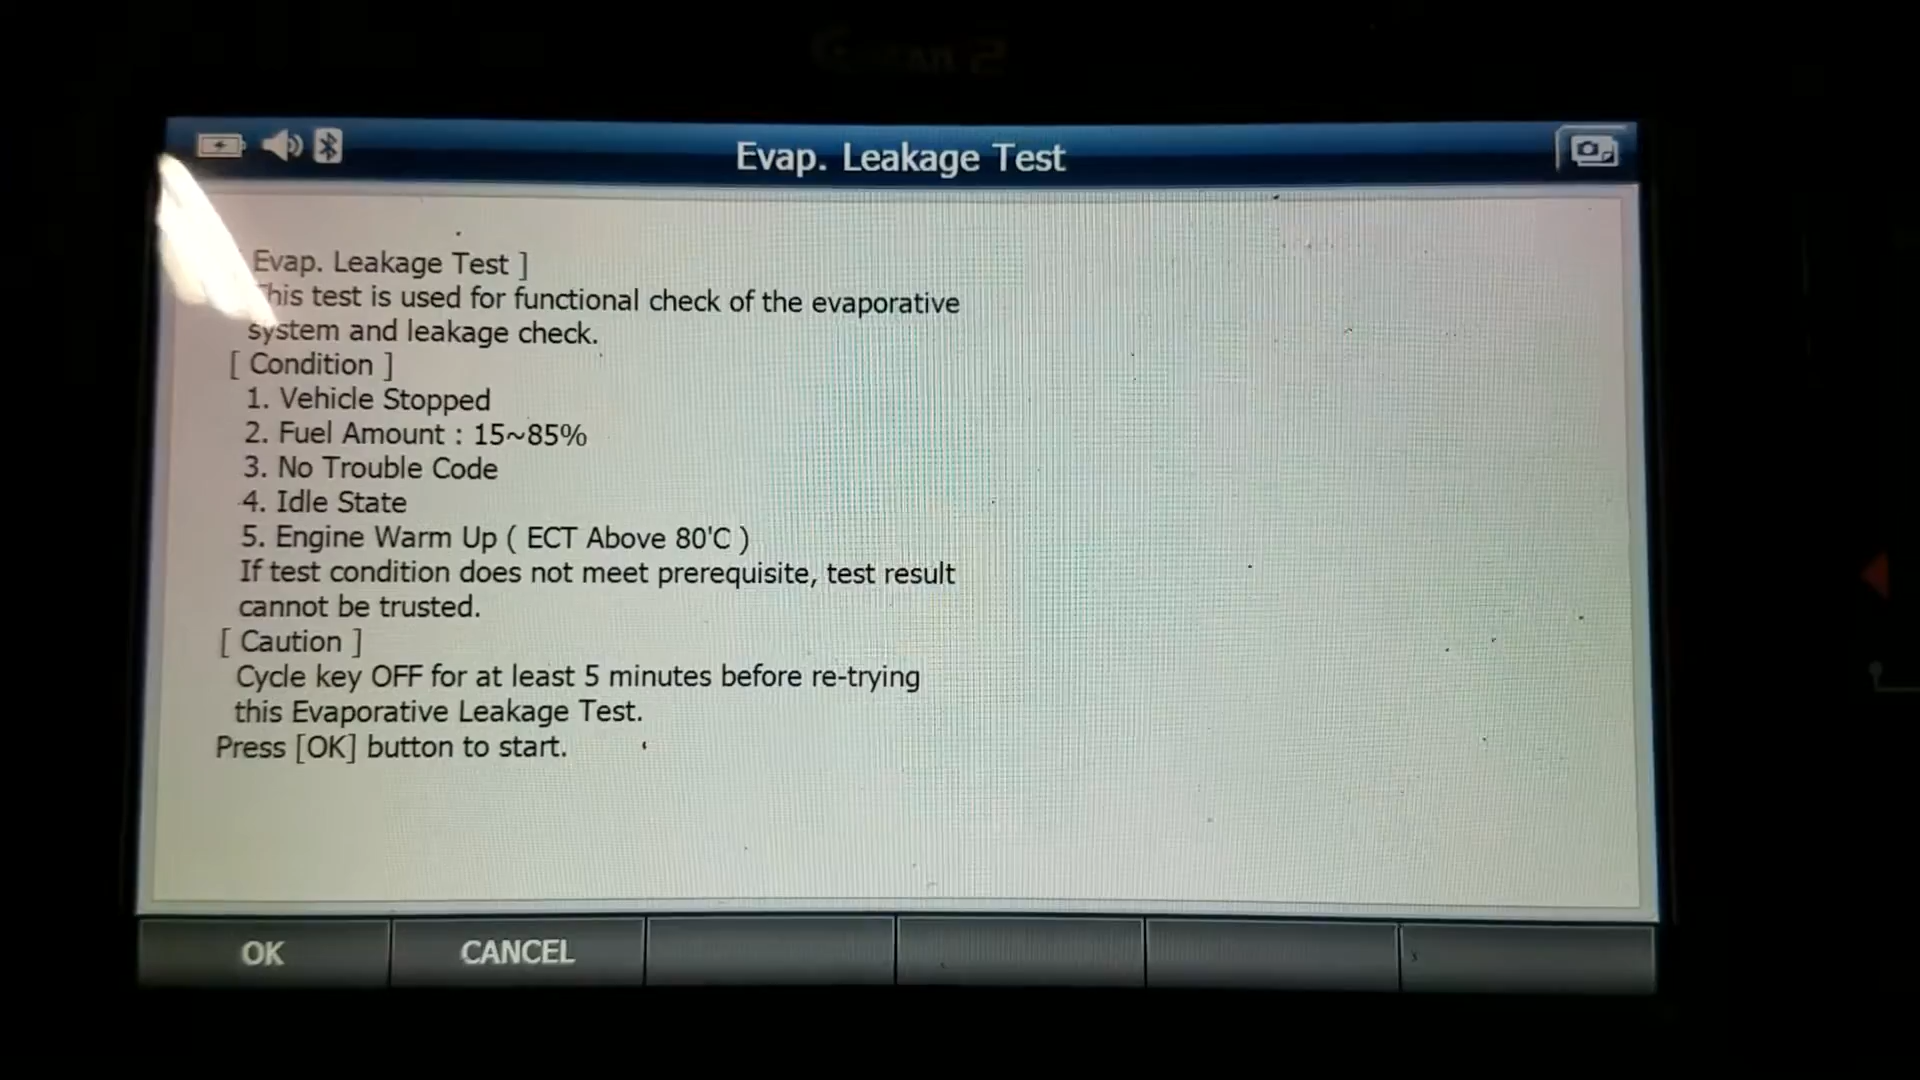 Evap. Leakage Test
Evap. Leakage Test ]
This test is used for functional check of the evaporative
system and leakage check.
[ Condition ]
1. Vehicle Stopped
2. Fuel Amount : 15~85%
3. No Trouble Code
4. Idle State
5. Engine Warm Up ( ECT Above 80'C )
If test condition does not meet prerequisite, test result
cannot be trusted.
[ Caution ]
Cycle key OFF for at least 5 minutes before re-trying
this Evaporative Leakage Test.
Press [OK] button to start.
OK
CANCEL